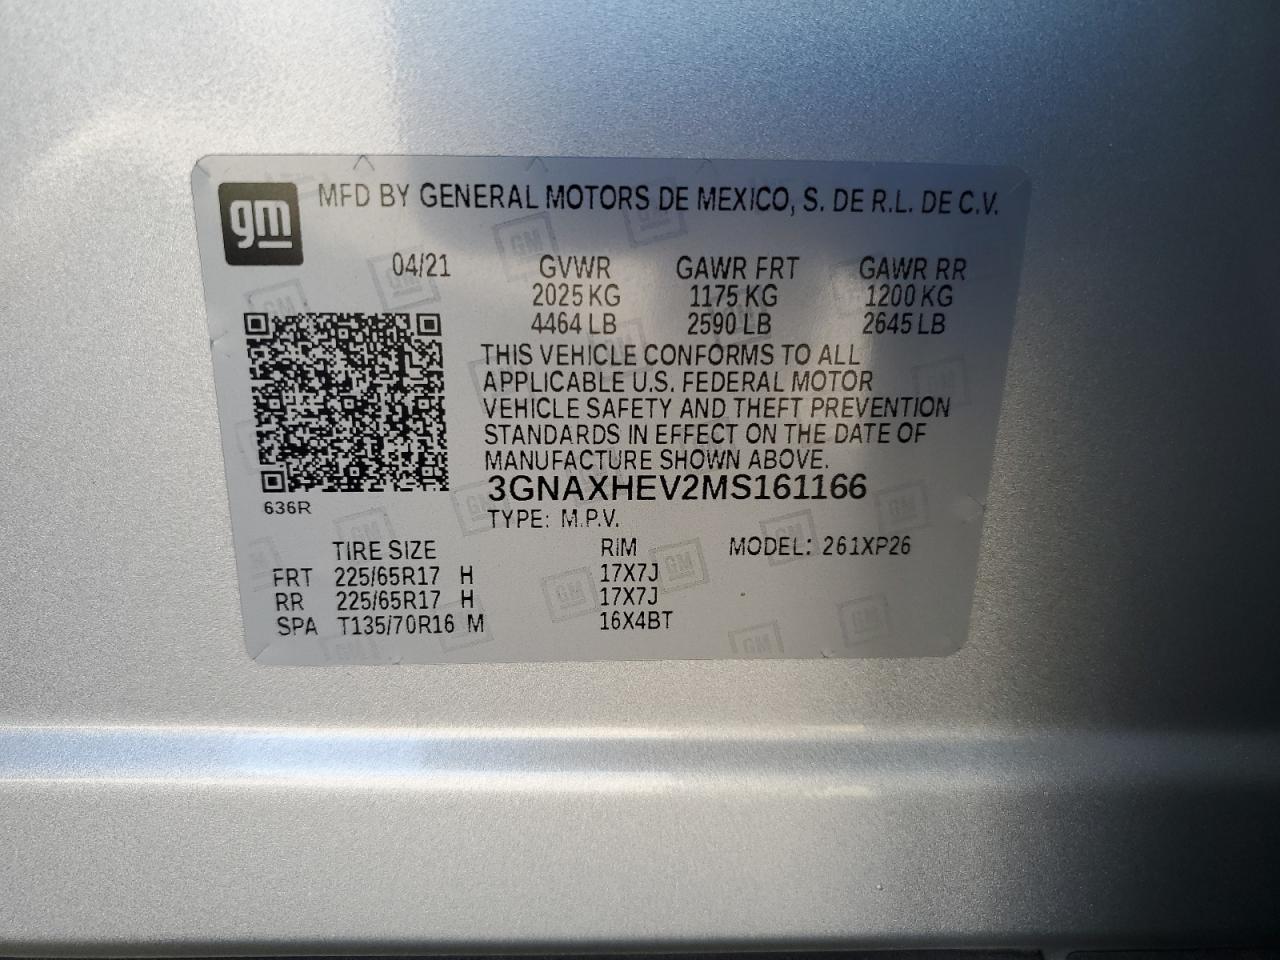 gm MFD BY GENERAL MOTORS DE MEXICO, S. DE R.L. DE C.V.
04/21 GVWR GAWR FRT GAWR RR
2025 KG 1175 KG 1200 KG
4464 LB 2590 LB 2645 LB
THIS VEHICLE CONFORMS TO ALL
APPLICABLE U.S. FEDERAL MOTOR
VEHICLE SAFETY AND THEFT PREVENTION
STANDARDS IN EFFECT ON THE DATE OF
MANUFACTURE SHOWN ABOVE.
3GNAXHEV2MS161166
636R
TYPE: M.P.V.
TIRE SIZE RIM MODEL: 261XP26
FRT 225/65R17 H 17X7J
RR 225/65R17 H 17X7J
SPA T135/70R16 M 16X4BT